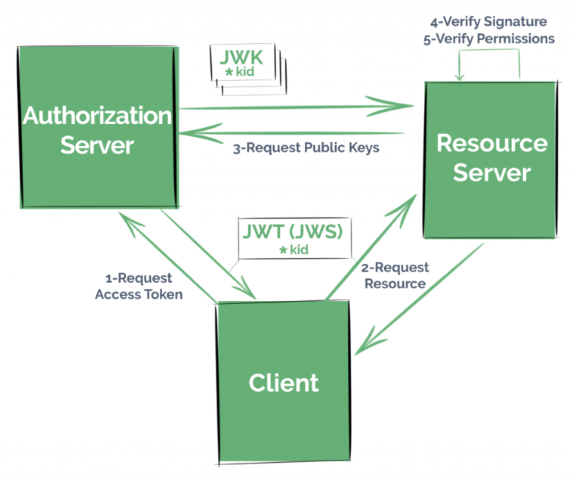 4-Verify Signature
5-Verify Permissions
JWK
* kid
Authorization
Server
3-Request Public Keys
Resource
Server
JWT (JWS)
* kid
1-Request
Access Token
2-Request
Resource
Client